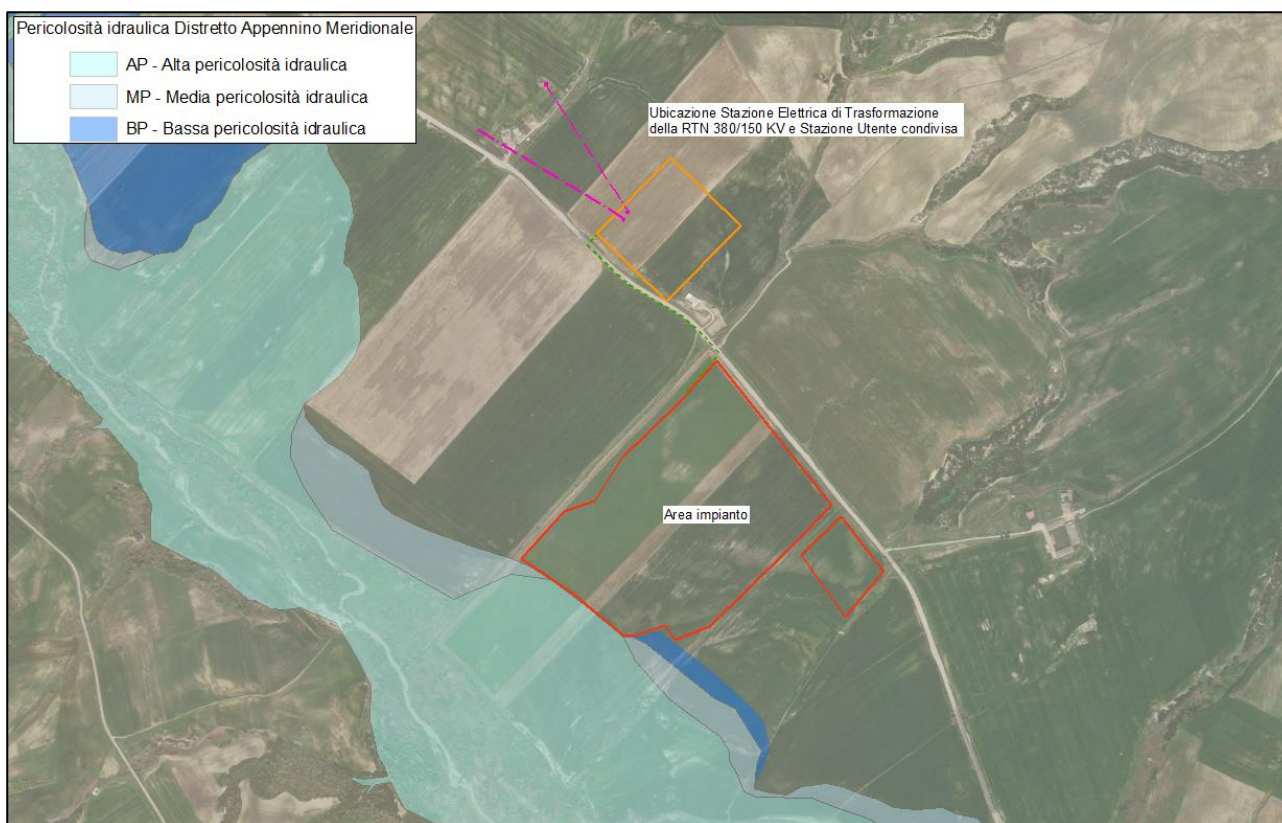 Pericolosità idraulica Distretto Appennino Meridionale
AP - Alta pericolosità idraulica
MP - Media pericolosità idraulica
BP - Bassa pericolosità idraulica
Ubicazione Stazione Elettrica di Trasformazione
della RTN 380/150 KV e Stazione Utente condivisa
Area impianto